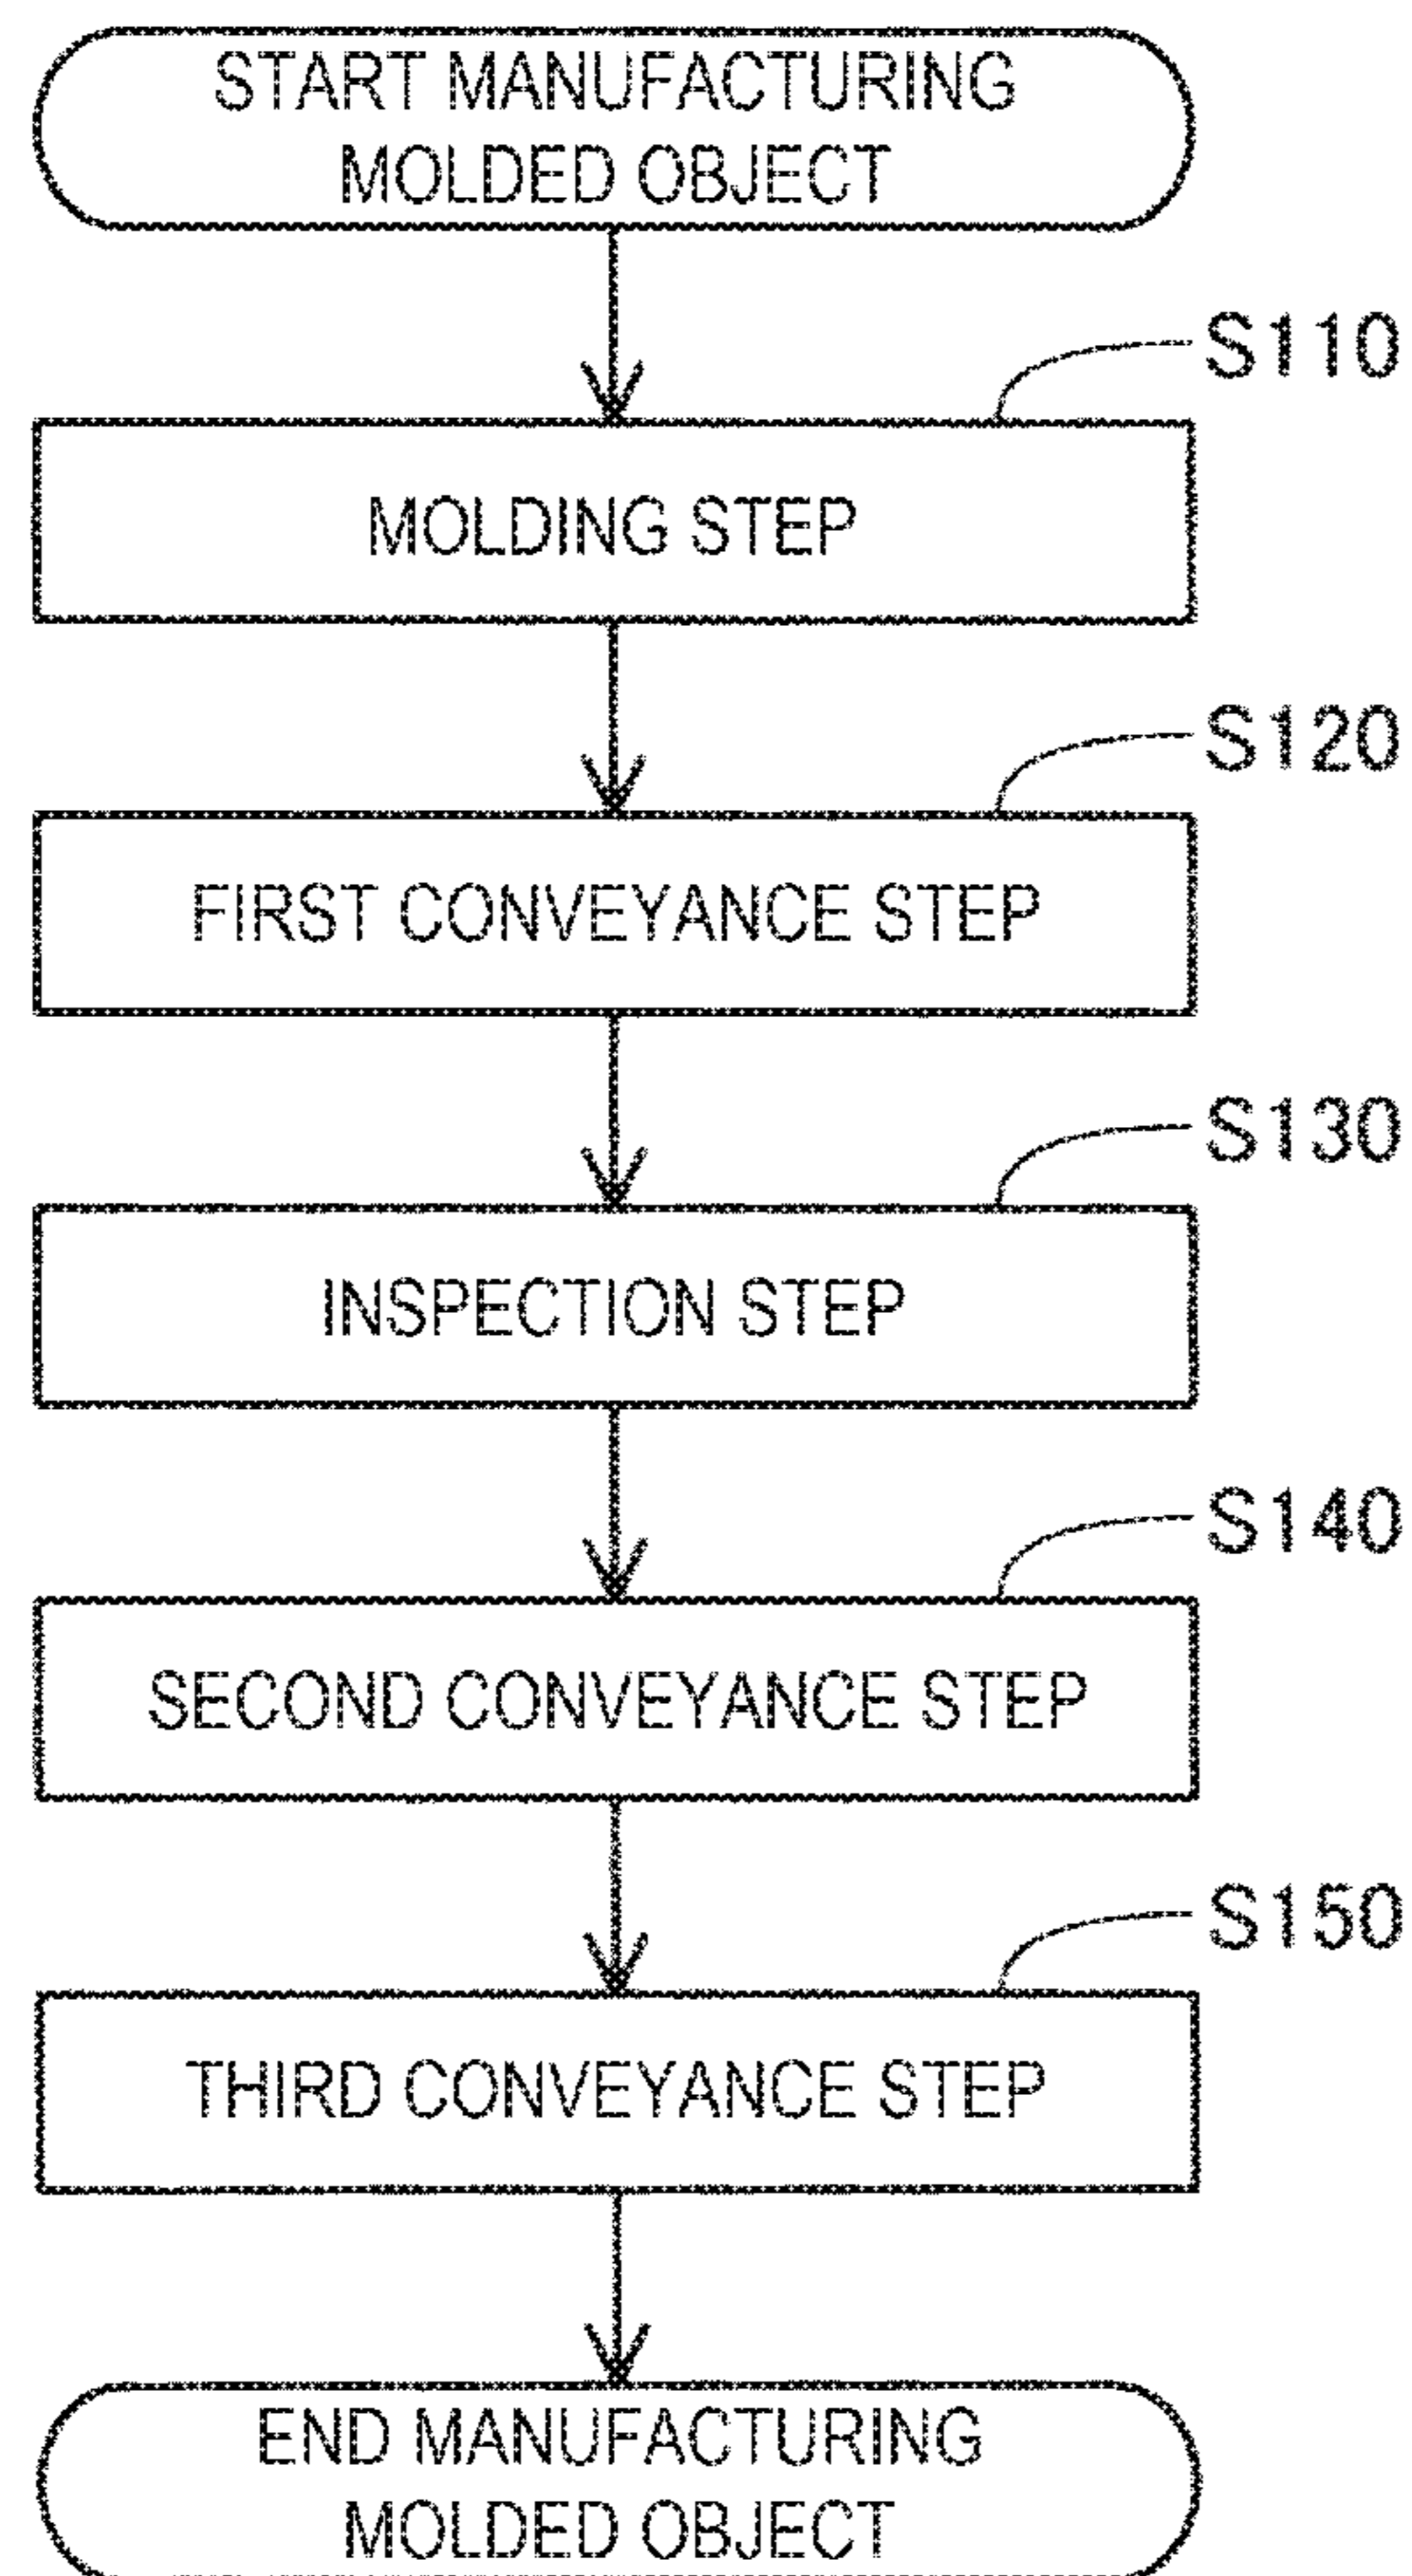 START MANUFACTURING
MOLDED OBJECT
S110
MOLDING STEP
S120
FIRST CONVEYANCE STEP
S130
INSPECTION STEP
S140
SECOND CONVEYANCE STEP
S150
THIRD CONVEYANCE STEP
END MANUFACTURING
MOLDED OBJECT